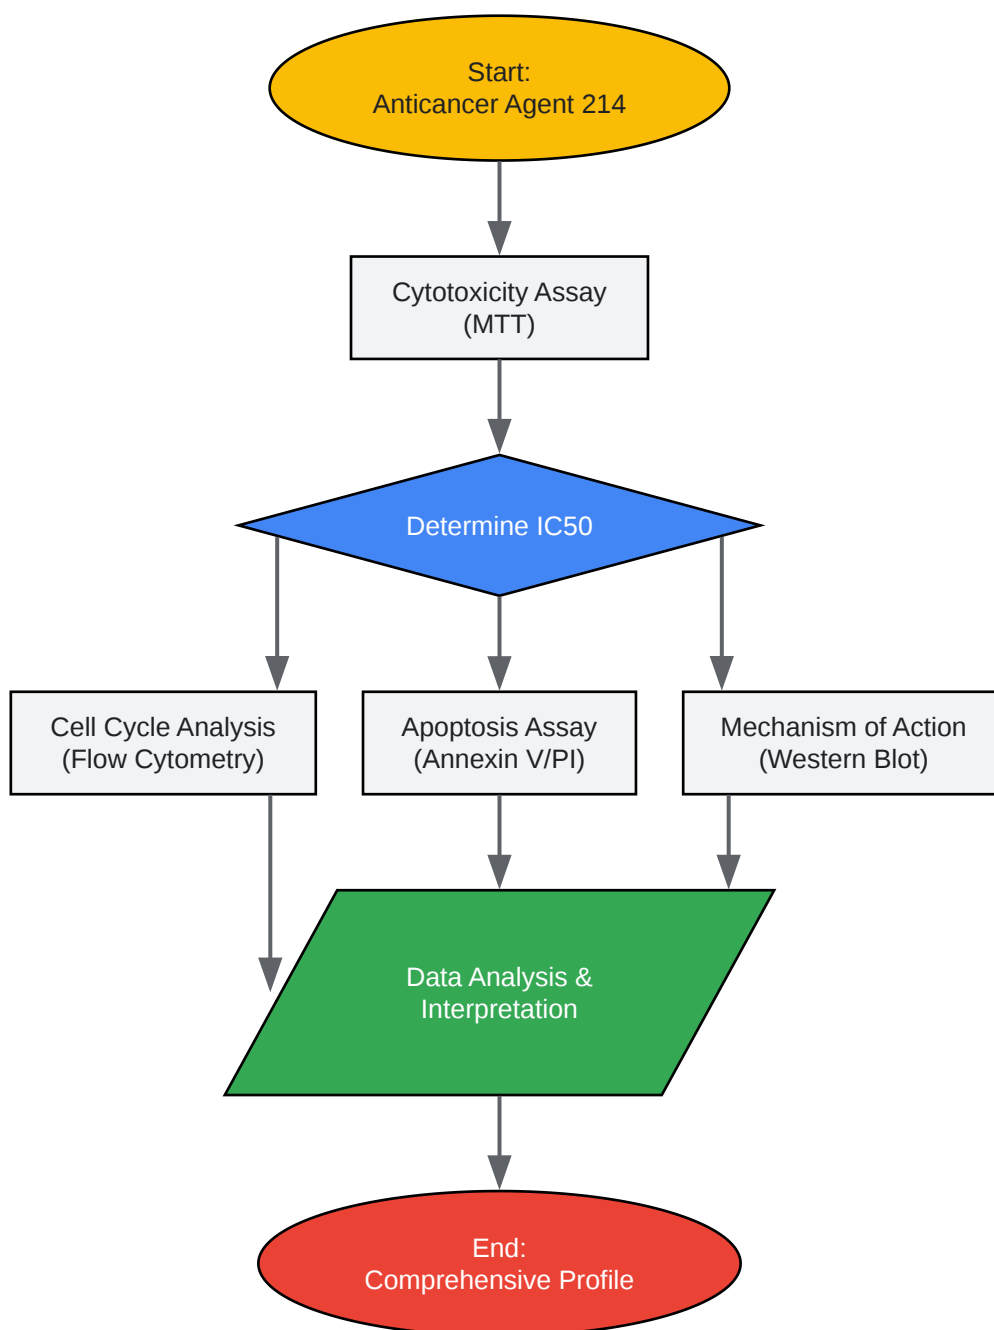 Start:
Anticancer Agent 214
Cytotoxicity Assay
(MTT)
Determine IC50
Cell Cycle Analysis
(Flow Cytometry)
Apoptosis Assay
(Annexin V/PI)
Mechanism of Action
(Western Blot)
Data Analysis &
Interpretation
End:
Comprehensive Profile